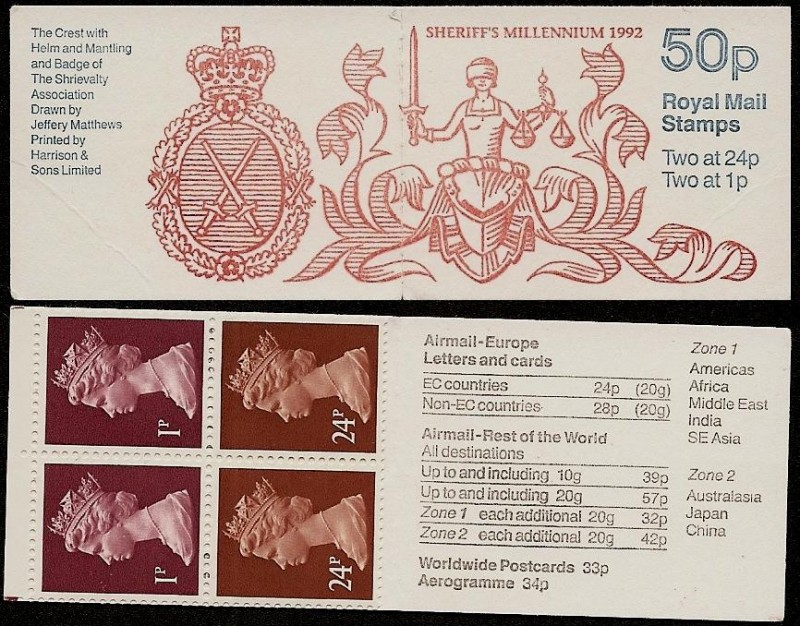 The Crest with
Helm and Mantling
and Badge of
The Shrievalty
Association
Drawn by
Jeffery Matthews
Printed by
Harrison &
Sons Limited
SHERIFF'S MILLENNIUM 1992
50p
Royal Mail
Stamps
Two at 24p
Two at 1p
1P
24P
1P
24P
Airmail-Europe
Letters and cards
EC countries 24p (20g)
Non-EC countries 28p (20g)
Airmail-Rest of the World
All destinations
Up to and including 10g 39p
Up to and including 20g 57p
Zone 1 each additional 20g 32p
Zone 2 each additional 20g 42p
Worldwide Postcards 33p
Aerogramme 34p
Zone 1
Americas
Africa
Middle East
India
SE Asia
Zone 2
Australasia
Japan
China